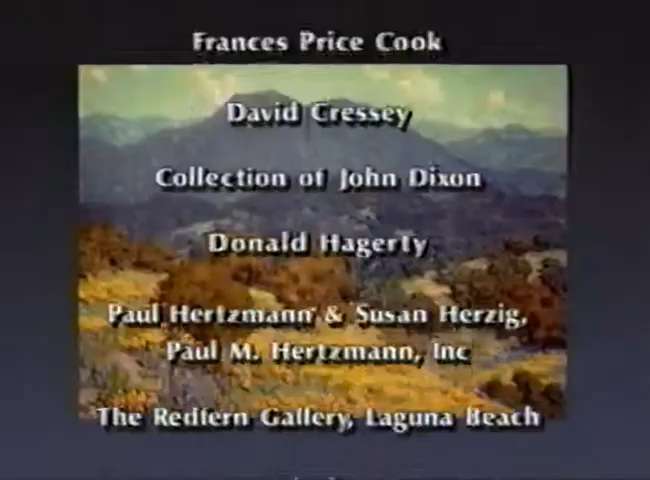 Frances Price Cook
David Cressey
Collection of John Dixon
Donald Hagerty
Paul Hertzmann & Susan Herzig,
Paul M. Hertzmann, Inc
The Redfern Gallery, Laguna Beach